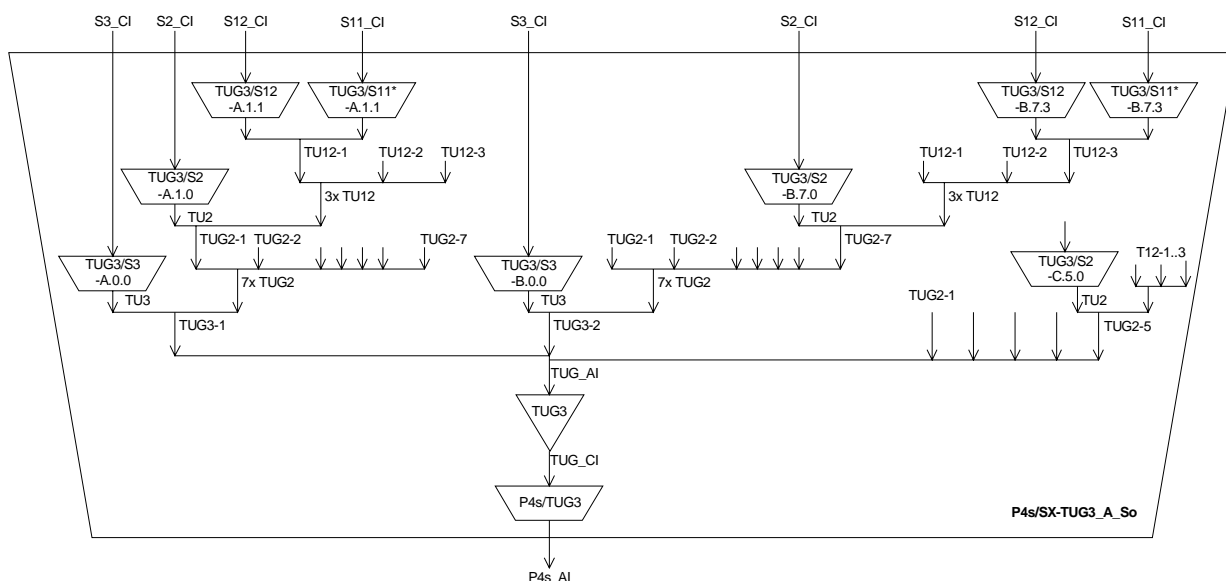 S3_CI S2_CI S12_CI S11_CI S3_CI S2_CI S12_CI S11_CI
TUG3/S12 TUG3/S11* TUG3/S12 TUG3/S11*
-A.1.1 -A.1.1 -B.7.3 -B.7.3
TU12-1 TU12-2 TU12-3 TU12-1 TU12-2 TU12-3
TUG3/S2 TUG3/S2
-A.1.0 -B.7.0
3x TU12 3x TU12
TU2 TU2
TUG2-1 TUG2-2 TUG2-7 TUG2-1 TUG2-2 TUG2-7
T12-1..3
TUG3/S3 TUG3/S3 TUG3/S2
-A.0.0 -B.0.0 -C.5.0
7x TUG2 7x TUG2
TU3 TU3 TUG2-1 TU2
TUG3-1 TUG3-2 TUG2-5
TUG_AI
TUG3
TUG_CI
P4s/TUG3
P4s/SX-TUG3_A_So
P4s_AI